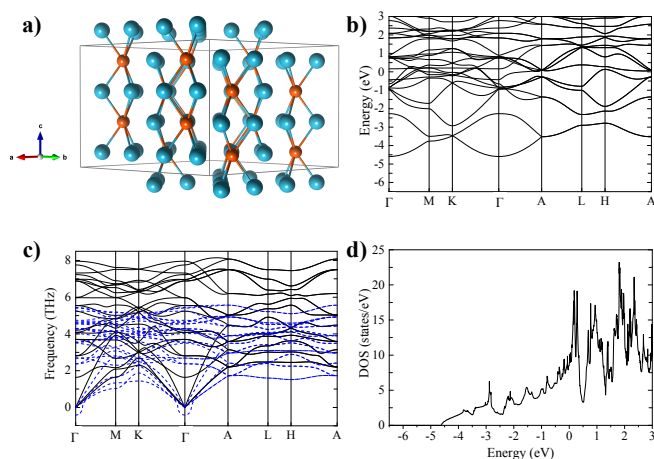 a)
c
a
b
b)
Energy (eV)
3
2
1
0
-1
-2
-3
-4
-5
-6
Γ M K Γ A L H A
c)
Frequency (THz)
8
6
4
2
0
Γ M K Γ A L H A
d)
DOS (states/eV)
25
20
15
10
5
0
-6 -5 -4 -3 -2 -1 0 1 2 3
Energy (eV)